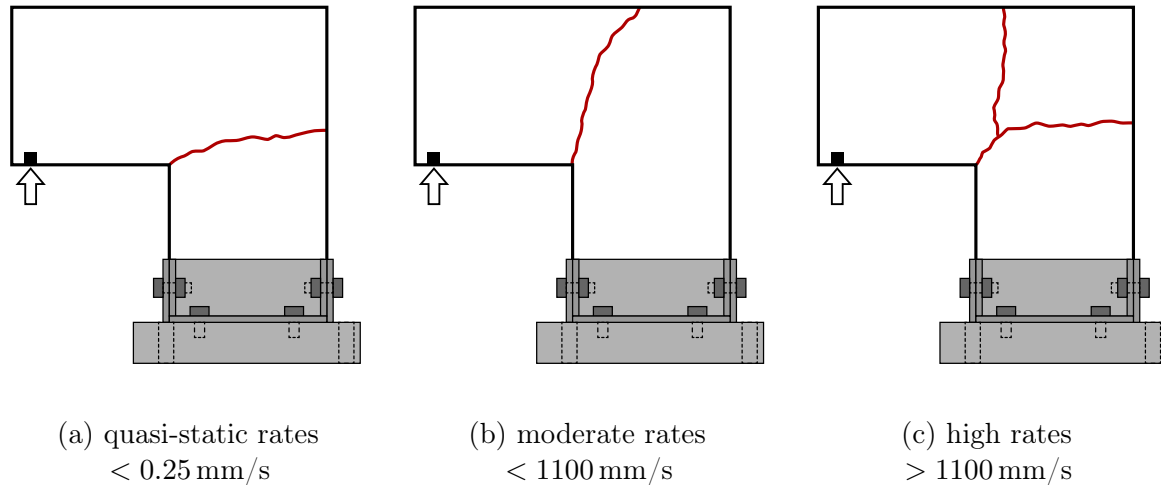 (a) quasi-static rates
< 0.25 mm/s
(b) moderate rates
< 1100 mm/s
(c) high rates
> 1100 mm/s